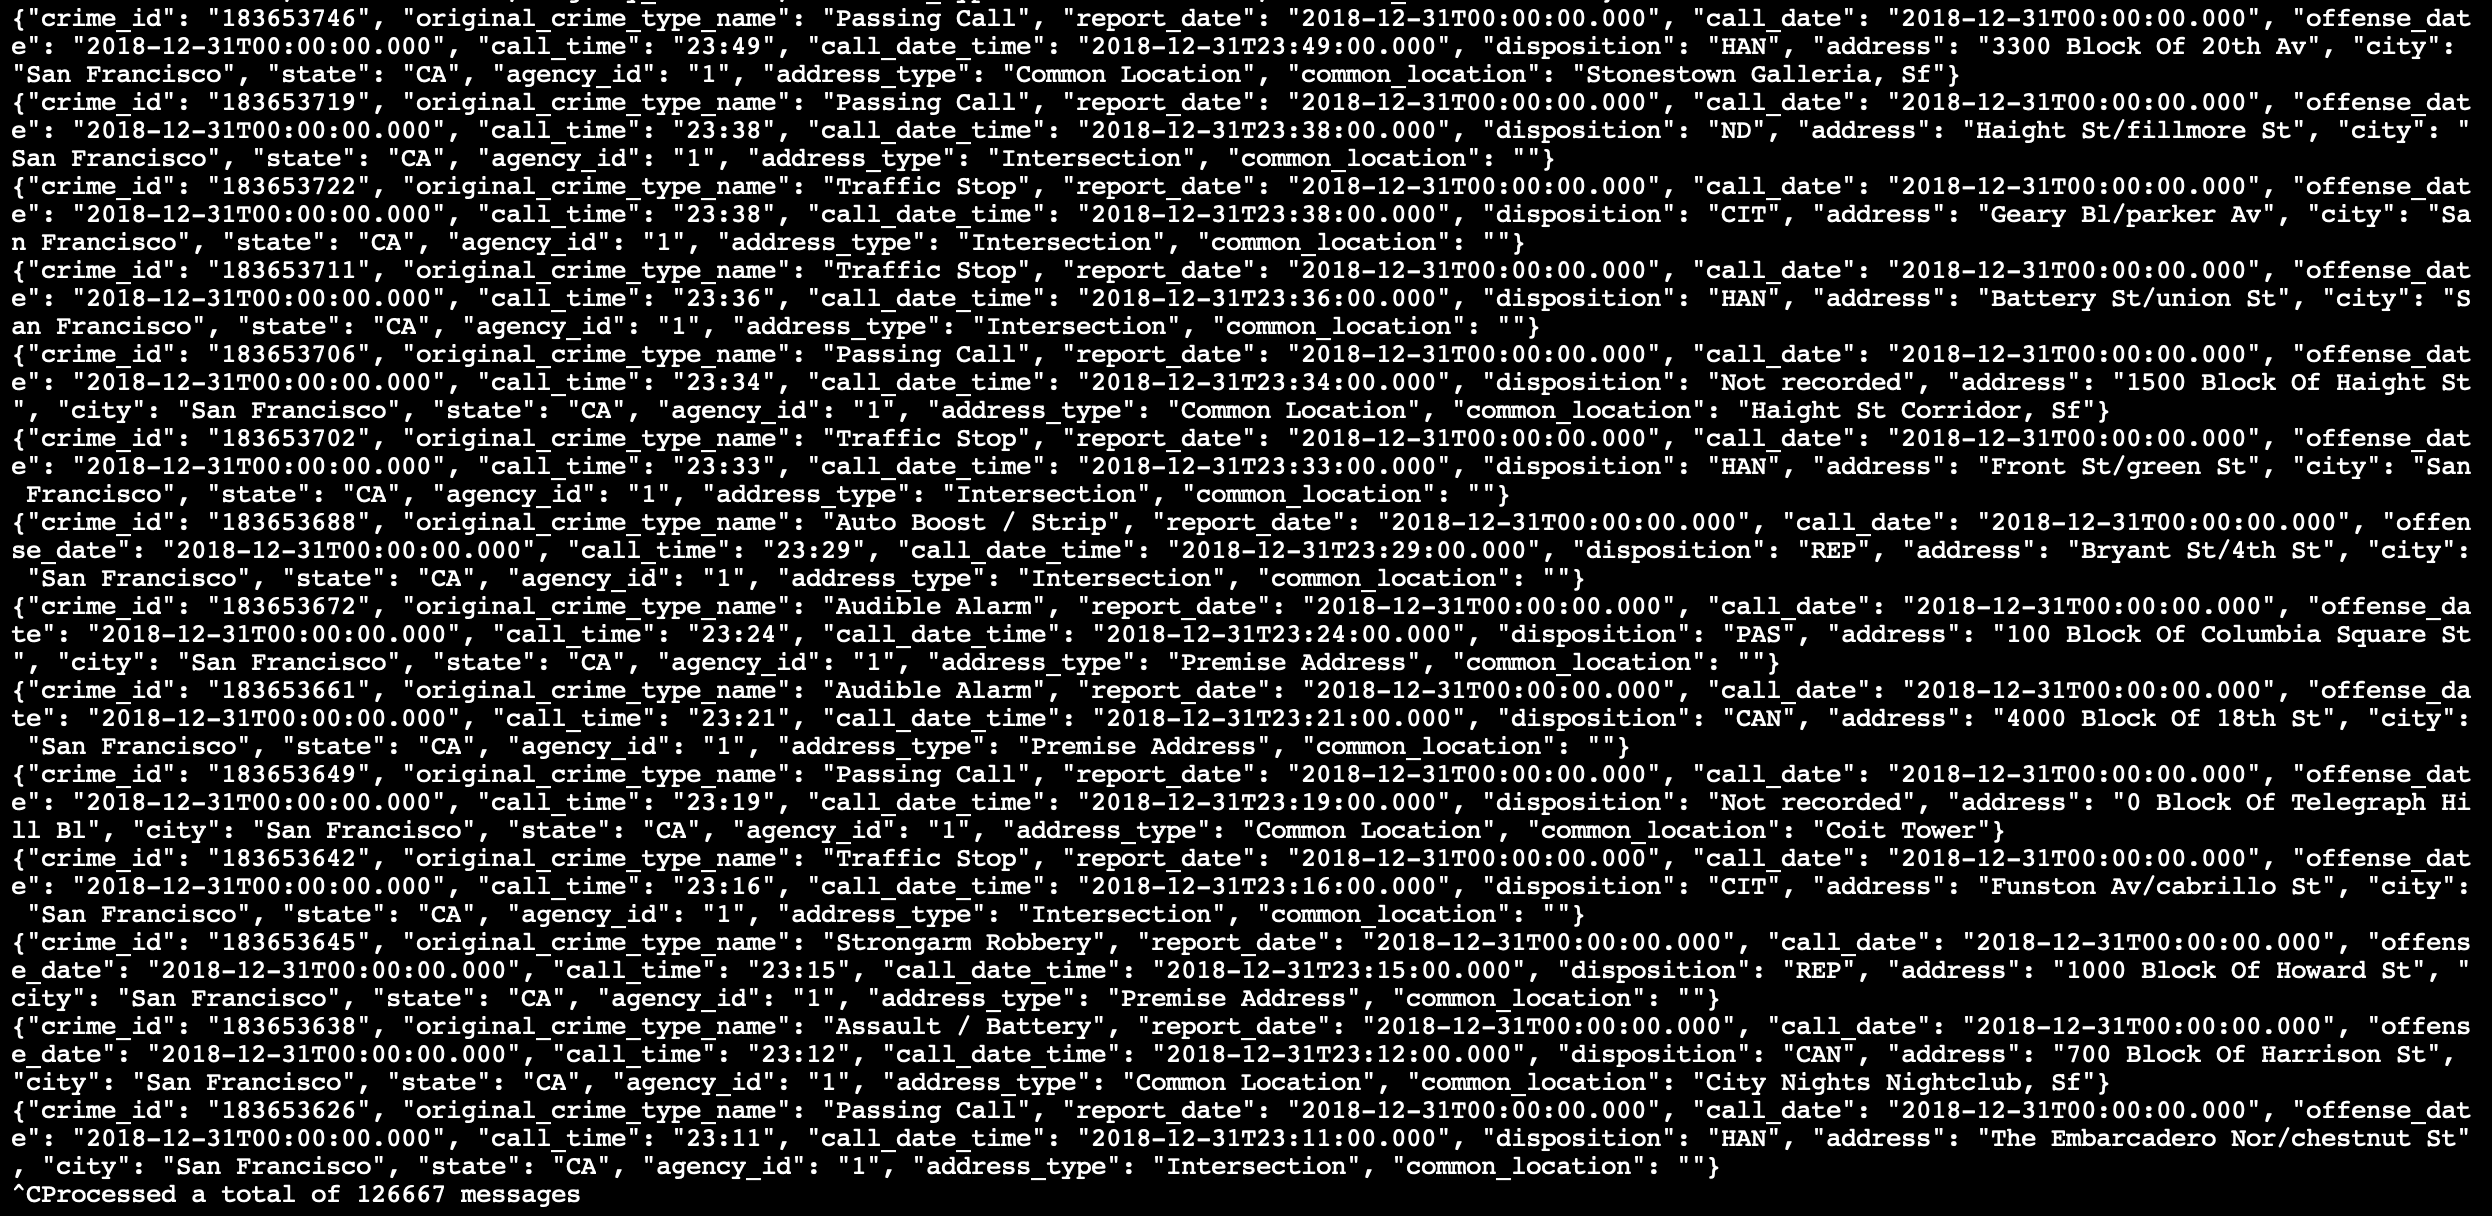 {"crime_id": "183653746", "original_crime_type_name": "Passing Call", "report_date": "2018-12-31T00:00:00.000", "call_date": "2018-12-31T00:00:00.000", "offense_dat
e": "2018-12-31T00:00:00.000", "call_time": "23:49", "call_date_time": "2018-12-31T23:49:00.000", "disposition": "HAN", "address": "3300 Block Of 20th Av", "city":
"San Francisco", "state": "CA", "agency_id": "1", "address_type": "Common Location", "common_location": "Stonestown Galleria, Sf"}
{"crime_id": "183653719", "original_crime_type_name": "Passing Call", "report_date": "2018-12-31T00:00:00.000", "call_date": "2018-12-31T00:00:00.000", "offense_dat
e": "2018-12-31T00:00:00.000", "call_time": "23:38", "call_date_time": "2018-12-31T23:38:00.000", "disposition": "ND", "address": "Haight St/fillmore St", "city": "
San Francisco", "state": "CA", "agency_id": "1", "address_type": "Intersection", "common_location": ""}
{"crime_id": "183653722", "original_crime_type_name": "Traffic Stop", "report_date": "2018-12-31T00:00:00.000", "call_date": "2018-12-31T00:00:00.000", "offense_dat
e": "2018-12-31T00:00:00.000", "call_time": "23:38", "call_date_time": "2018-12-31T23:38:00.000", "disposition": "CIT", "address": "Geary Bl/parker Av", "city": "Sa
n Francisco", "state": "CA", "agency_id": "1", "address_type": "Intersection", "common_location": ""}
{"crime_id": "183653711", "original_crime_type_name": "Traffic Stop", "report_date": "2018-12-31T00:00:00.000", "call_date": "2018-12-31T00:00:00.000", "offense_dat
e": "2018-12-31T00:00:00.000", "call_time": "23:36", "call_date_time": "2018-12-31T23:36:00.000", "disposition": "HAN", "address": "Battery St/union St", "city": "S
an Francisco", "state": "CA", "agency_id": "1", "address_type": "Intersection", "common_location": ""}
{"crime_id": "183653706", "original_crime_type_name": "Passing Call", "report_date": "2018-12-31T00:00:00.000", "call_date": "2018-12-31T00:00:00.000", "offense_dat
e": "2018-12-31T00:00:00.000", "call_time": "23:34", "call_date_time": "2018-12-31T23:34:00.000", "disposition": "Not recorded", "address": "1500 Block Of Haight St
", "city": "San Francisco", "state": "CA", "agency_id": "1", "address_type": "Common Location", "common_location": "Haight St Corridor, Sf"}
{"crime_id": "183653702", "original_crime_type_name": "Traffic Stop", "report_date": "2018-12-31T00:00:00.000", "call_date": "2018-12-31T00:00:00.000", "offense_dat
e": "2018-12-31T00:00:00.000", "call_time": "23:33", "call_date_time": "2018-12-31T23:33:00.000", "disposition": "HAN", "address": "Front St/green St", "city": "San
 Francisco", "state": "CA", "agency_id": "1", "address_type": "Intersection", "common_location": ""}
{"crime_id": "183653688", "original_crime_type_name": "Auto Boost / Strip", "report_date": "2018-12-31T00:00:00.000", "call_date": "2018-12-31T00:00:00.000", "offen
se_date": "2018-12-31T00:00:00.000", "call_time": "23:29", "call_date_time": "2018-12-31T23:29:00.000", "disposition": "REP", "address": "Bryant St/4th St", "city":
 "San Francisco", "state": "CA", "agency_id": "1", "address_type": "Intersection", "common_location": ""}
{"crime_id": "183653672", "original_crime_type_name": "Audible Alarm", "report_date": "2018-12-31T00:00:00.000", "call_date": "2018-12-31T00:00:00.000", "offense_da
te": "2018-12-31T00:00:00.000", "call_time": "23:24", "call_date_time": "2018-12-31T23:24:00.000", "disposition": "PAS", "address": "100 Block Of Columbia Square St
", "city": "San Francisco", "state": "CA", "agency_id": "1", "address_type": "Premise Address", "common_location": ""}
{"crime_id": "183653661", "original_crime_type_name": "Audible Alarm", "report_date": "2018-12-31T00:00:00.000", "call_date": "2018-12-31T00:00:00.000", "offense_da
te": "2018-12-31T00:00:00.000", "call_time": "23:21", "call_date_time": "2018-12-31T23:21:00.000", "disposition": "CAN", "address": "4000 Block Of 18th St", "city":
 "San Francisco", "state": "CA", "agency_id": "1", "address_type": "Premise Address", "common_location": ""}
{"crime_id": "183653649", "original_crime_type_name": "Passing Call", "report_date": "2018-12-31T00:00:00.000", "call_date": "2018-12-31T00:00:00.000", "offense_dat
e": "2018-12-31T00:00:00.000", "call_time": "23:19", "call_date_time": "2018-12-31T23:19:00.000", "disposition": "Not recorded", "address": "0 Block Of Telegraph Hi
ll Bl", "city": "San Francisco", "state": "CA", "agency_id": "1", "address_type": "Common Location", "common_location": "Coit Tower"}
{"crime_id": "183653642", "original_crime_type_name": "Traffic Stop", "report_date": "2018-12-31T00:00:00.000", "call_date": "2018-12-31T00:00:00.000", "offense_dat
e": "2018-12-31T00:00:00.000", "call_time": "23:16", "call_date_time": "2018-12-31T23:16:00.000", "disposition": "CIT", "address": "Funston Av/cabrillo St", "city":
 "San Francisco", "state": "CA", "agency_id": "1", "address_type": "Intersection", "common_location": ""}
{"crime_id": "183653645", "original_crime_type_name": "Strongarm Robbery", "report_date": "2018-12-31T00:00:00.000", "call_date": "2018-12-31T00:00:00.000", "offens
e_date": "2018-12-31T00:00:00.000", "call_time": "23:15", "call_date_time": "2018-12-31T23:15:00.000", "disposition": "REP", "address": "1000 Block Of Howard St", "
city": "San Francisco", "state": "CA", "agency_id": "1", "address_type": "Premise Address", "common_location": ""}
{"crime_id": "183653638", "original_crime_type_name": "Assault / Battery", "report_date": "2018-12-31T00:00:00.000", "call_date": "2018-12-31T00:00:00.000", "offens
e_date": "2018-12-31T00:00:00.000", "call_time": "23:12", "call_date_time": "2018-12-31T23:12:00.000", "disposition": "CAN", "address": "700 Block Of Harrison St",
"city": "San Francisco", "state": "CA", "agency_id": "1", "address_type": "Common Location", "common_location": "City Nights Nightclub, Sf"}
{"crime_id": "183653626", "original_crime_type_name": "Passing Call", "report_date": "2018-12-31T00:00:00.000", "call_date": "2018-12-31T00:00:00.000", "offense_dat
e": "2018-12-31T00:00:00.000", "call_time": "23:11", "call_date_time": "2018-12-31T23:11:00.000", "disposition": "HAN", "address": "The Embarcadero Nor/chestnut St"
, "city": "San Francisco", "state": "CA", "agency_id": "1", "address_type": "Intersection", "common_location": ""}
^CProcessed a total of 126667 messages